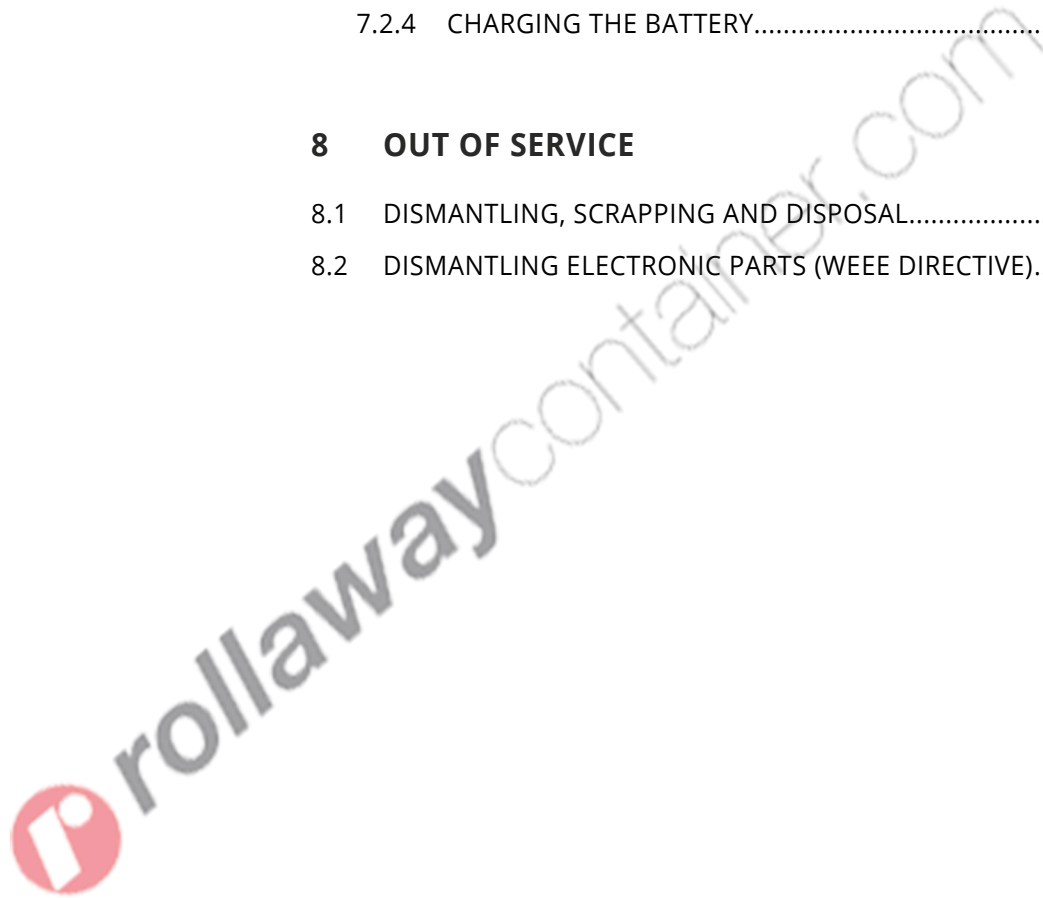 7.2.4 CHARGING THE BATTERY.......................................
8 OUT OF SERVICE
8.1 DISMANTLING, SCRAPPING AND DISPOSAL..................
8.2 DISMANTLING ELECTRONIC PARTS (WEEE DIRECTIVE).
rollawaycontainer.com